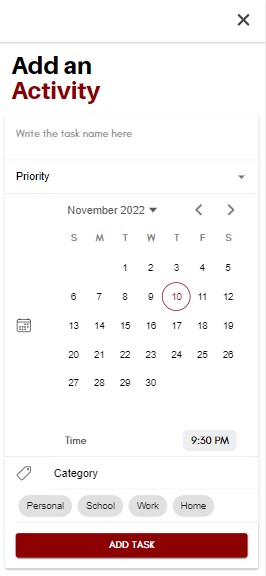 Add an
Activity
Write the task name here
Priority
November 2022
S M T W T F S
1 2 3 4 5
6 7 8 9 10 11 12
13 14 15 16 17 18 19
20 21 22 23 24 25 26
27 28 29 30
Time 9:30 PM
Category
Personal School Work Home
ADD TASK